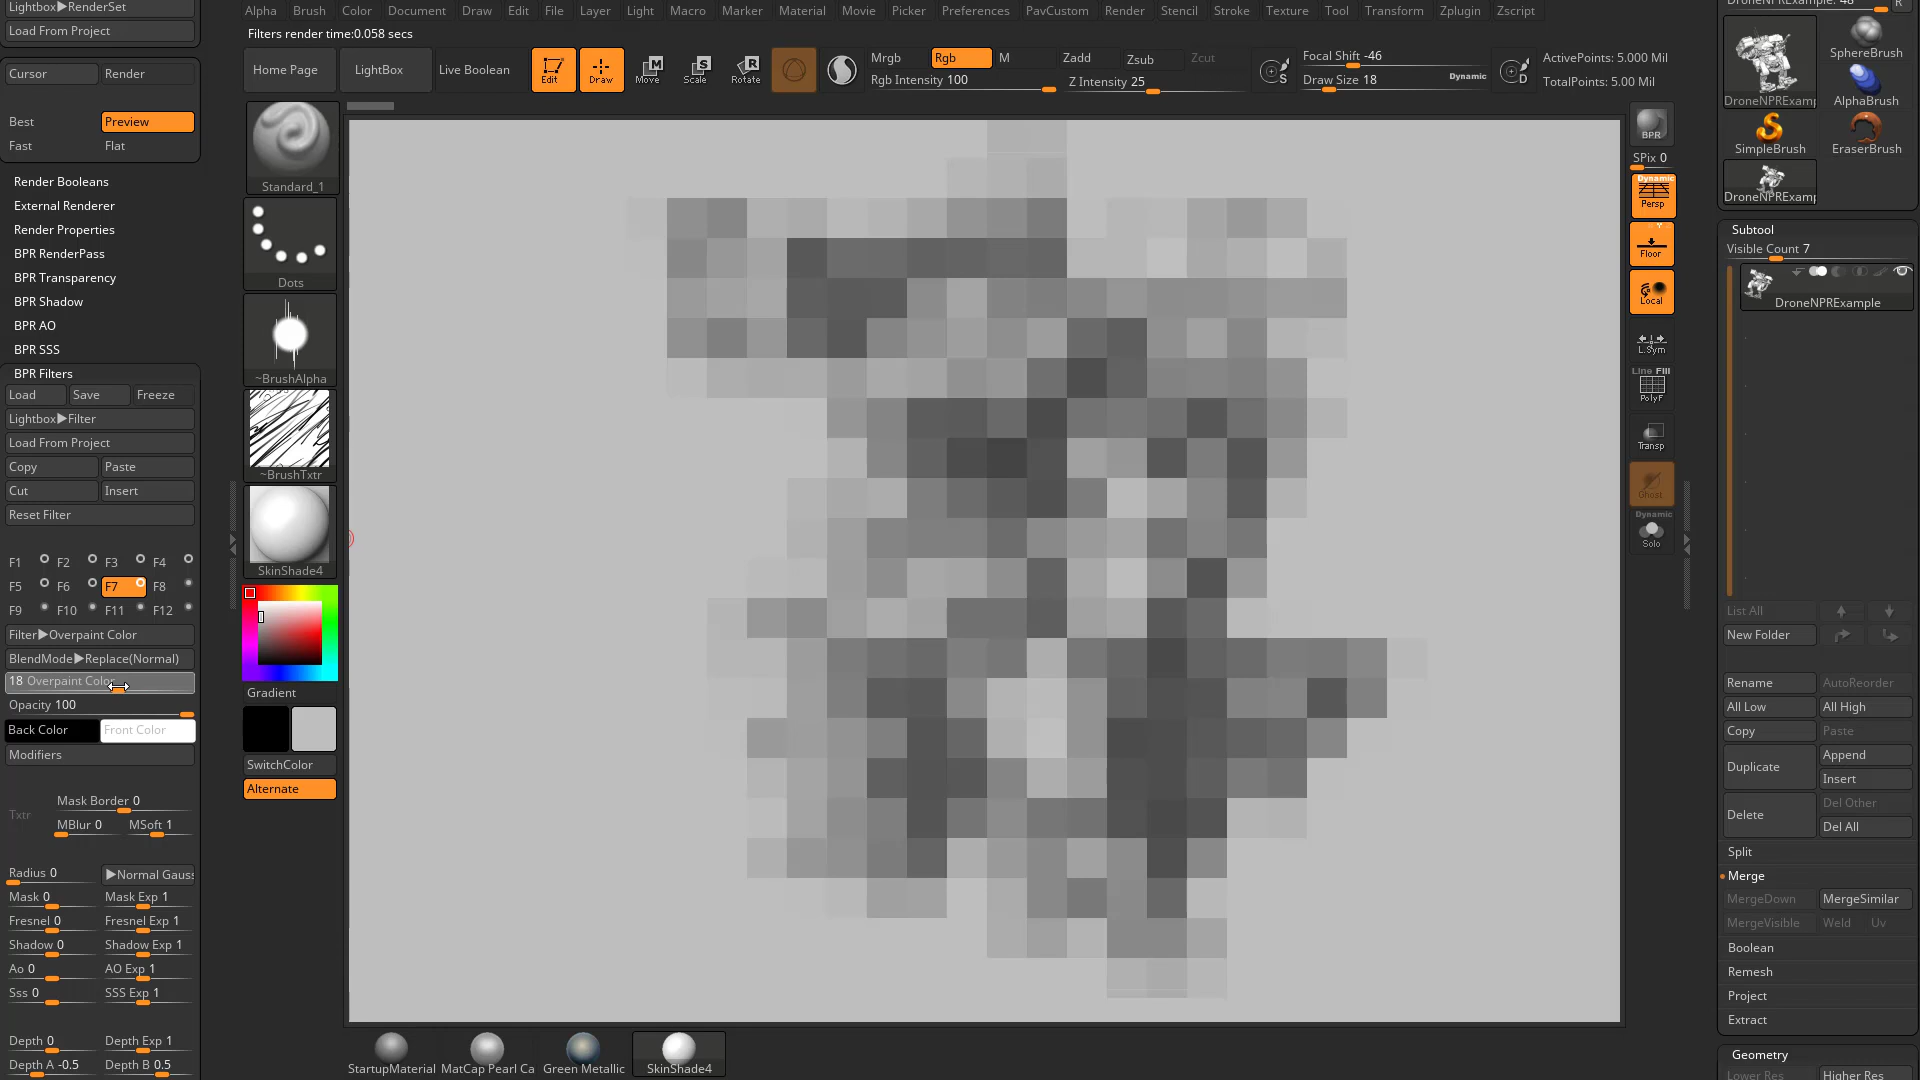 Lightbox▶RenderSet
Load From Project
Cursor Render
Best Preview
Fast Flat
Render Booleans
External Renderer
Render Properties
BPR RenderPass
BPR Transparency
BPR Shadow
BPR AO
BPR SSS
BPR Filters
Load Save Freeze
Lightbox▶Filter
Load From Project
Copy Paste
Cut Insert
Reset Filter
F1 F2 F3 F4
F5 F6 F7 F8
F9 F10 F11 F12
Filter▶Overpaint Color
BlendMode▶Replace(Normal)
18 Overpaint Color
Opacity 100
Back Color Front Color
Modifiers
Mask Border 0
Txtr
MBlur 0 MSoft 1
Radius 0 ▶Normal Gauss
Mask 0 Mask Exp 1
Fresnel 0 Fresnel Exp 1
Shadow 0 Shadow Exp 1
Ao 0 AO Exp 1
Sss 0 SSS Exp 1
Depth 0 Depth Exp 1
Depth A -0.5 Depth B 0.5
Alpha Brush Color Document Draw Edit File Layer Light Macro Marker Material Movie Picker Preferences PavCustom Render Stencil Stroke Texture Tool Transform Zplugin Zscript
Filters render time:0.058 secs
Home Page LightBox Live Boolean
Edit Draw Move Scale Rotate
Mrgb Rgb M
Rgb Intensity 100
Zadd Zsub Zcut
Z Intensity 25
S
Focal Shift -46
Draw Size 18 Dynamic
D
ActivePoints: 5.000 Mil
TotalPoints: 5.00 Mil
Standard_1
Dots
~BrushAlpha
~BrushTxtr
SkinShade4
Gradient
SwitchColor
Alternate
StartupMaterial MatCap Pearl Ca Green Metallic SkinShade4
BPR
SPix 0
Dynamic
Persp
Floor
Local
L.Sym
Line Fill
PolyF
Transp
Ghost
Dynamic
Solo
DroneNPRExample. 48 R
SphereBrush
DroneNPRExamp AlphaBrush
SimpleBrush EraserBrush
DroneNPRExamp
Subtool
Visible Count 7
DroneNPRExample
List All
New Folder
Rename AutoReorder
All Low All High
Copy Paste
Duplicate Append
Insert
Delete Del Other
Del All
Split
Merge
MergeDown MergeSimilar
MergeVisible Weld Uv
Boolean
Remesh
Project
Extract
Geometry
Lower Res Higher Res